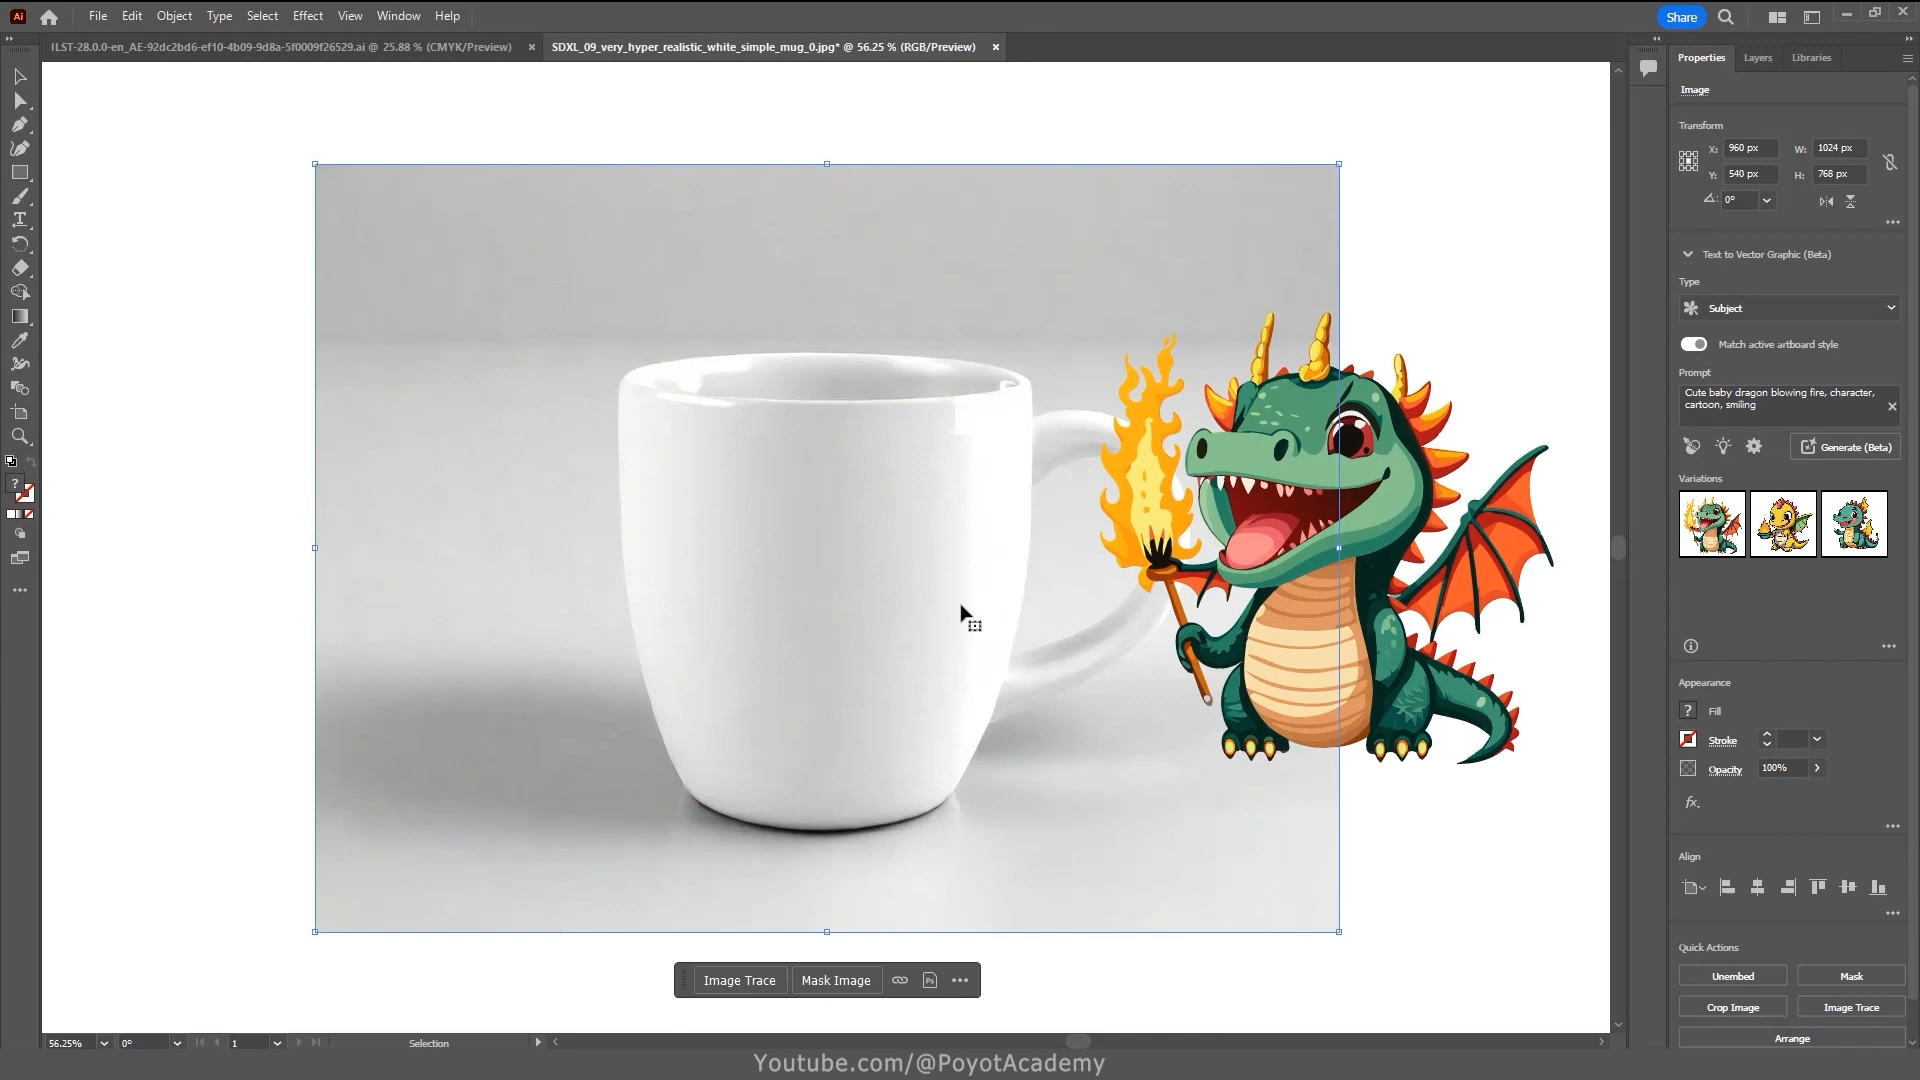 Ai File Edit Object Type Select Effect View Window Help Share
ILST-28.0.0-en_AE-92dc2bd6-ef10-4b09-9d8a-5f0009f26529.ai @ 25.88 % (CMYK/Preview) × SDXL_09_very_hyper_realistic_white_simple_mug_0.jpg* @ 56.25 % (RGB/Preview) ×
Properties Layers Libraries
Image
Transform
X: 960 px W: 1024 px
Y: 540 px H: 768 px
0°
Text to Vector Graphic (Beta)
Type
Subject
Match active artboard style
Prompt
Cute baby dragon blowing fire, character,
cartoon, smiling
Generate (Beta)
Variations
Appearance
? Fill
Stroke
Opacity 100%
fx.
Align
Quick Actions
Unembed Mask
Crop Image Image Trace
Arrange
?
Image Trace Mask Image Ps
56.25% 0° 1 Selection
Youtube.com/@PoyotAcademy